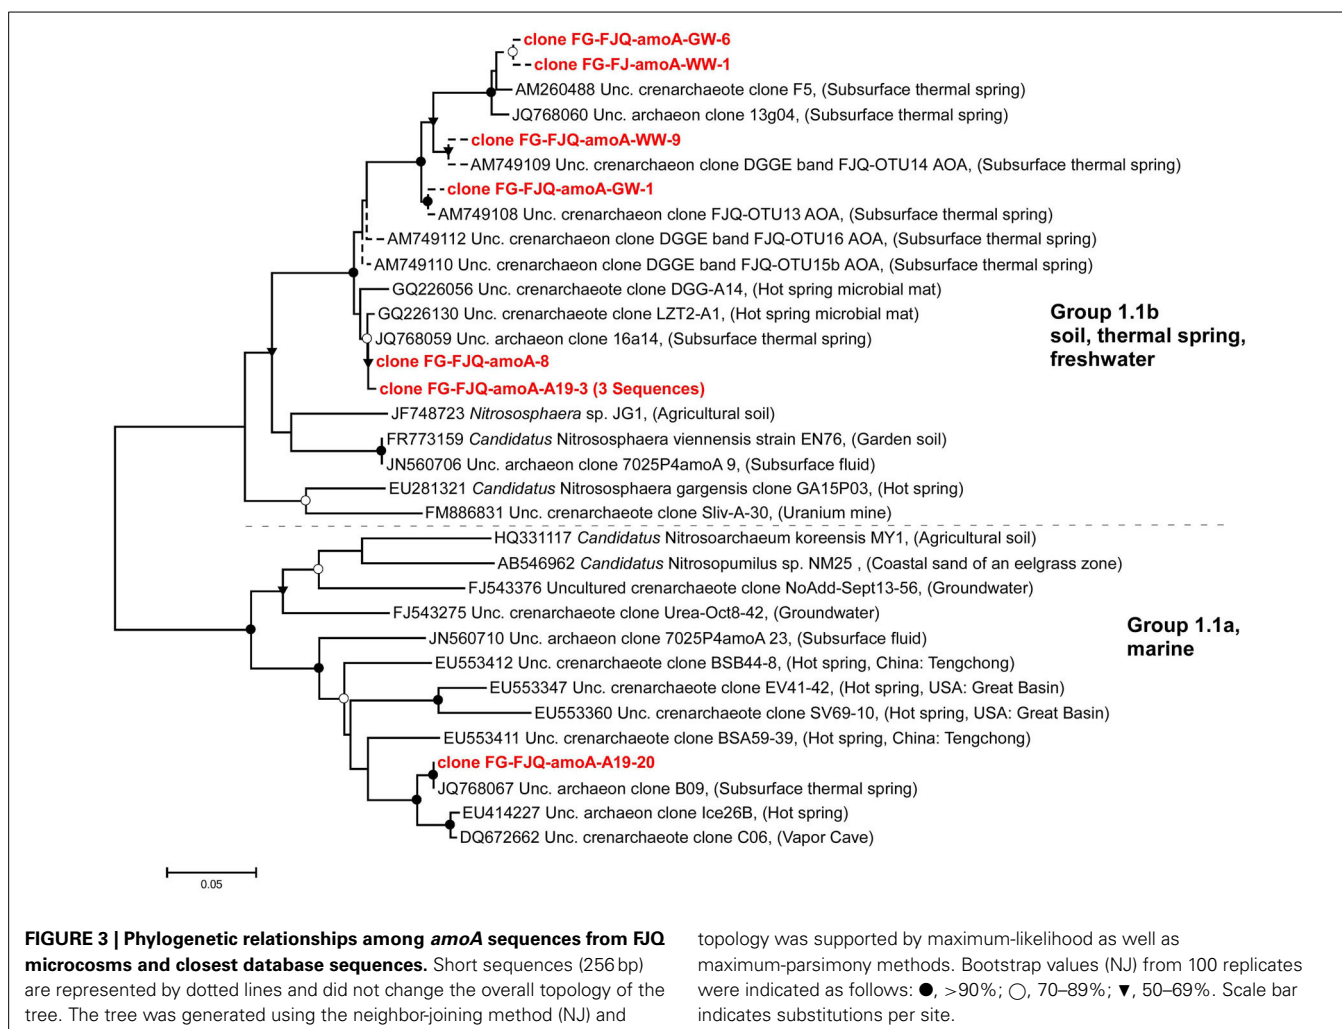 clone FG-FJQ-amoA-GW-6
clone FG-FJ-amoA-WW-1
AM260488 Unc. crenarchaeote clone F5, (Subsurface thermal spring)
JQ768060 Unc. archaon clone 13g04, (Subsurface thermal spring)
clone FG-FJQ-amoA-WW-9
AM749109 Unc. crenarchaeon clone DGGE band FJQ-OTU14 AOA, (Subsurface thermal spring)
clone FG-FJQ-amoA-GW-1
AM749108 Unc. crenarchaeon clone FJQ-OTU13 AOA, (Subsurface thermal spring)
AM749112 Unc. crenarchaeon clone DGGE band FJQ-OTU16 AOA, (Subsurface thermal spring)
AM749110 Unc. crenarchaeon clone DGGE band FJQ-OTU15b AOA, (Subsurface thermal spring)
GQ226056 Unc. crenarchaeote clone DGG-A14, (Hot spring microbial mat)
GQ226130 Unc. crenarchaeote clone LZT2-A1, (Hot spring microbial mat)
JQ768059 Unc. archaeon clone 16a14, (Subsurface thermal spring)
clone FG-FJQ-amoA-8
clone FG-FJQ-amoA-A19-3 (3 Sequences)
Group 1.1b
soil, thermal spring,
freshwater
JF748723 Nitrososphaera sp. JG1, (Agricultural soil)
FR773159 Candidatus Nitrososphaera viennensis strain EN76, (Garden soil)
JN560706 Unc. archaeon clone 7025P4amoA 9, (Subsurface fluid)
EU281321 Candidatus Nitrososphaera gargensis clone GA15P03, (Hot spring)
FM886831 Unc. crenarchaeote clone Sliv-A-30, (Uranium mine)
HQ331117 Candidatus Nitrosoarchaeum koreensis MY1, (Agricultural soil)
AB546962 Candidatus Nitrosopumilus sp. NM25 , (Coastal sand of an eelgrass zone)
FJ543376 Uncultured crenarchaeote clone NoAdd-Sept13-56, (Groundwater)
FJ543275 Unc. crenarchaeote clone Urea-Oct8-42, (Groundwater)
JN560710 Unc. archaeon clone 7025P4amoA 23, (Subsurface fluid)
Group 1.1a,
marine
EU553412 Unc. crenarchaeote clone BSB44-8, (Hot spring, China: Tengchong)
EU553347 Unc. crenarchaeote clone EV41-42, (Hot spring, USA: Great Basin)
EU553360 Unc. crenarchaeote clone SV69-10, (Hot spring, USA: Great Basin)
EU553411 Unc. crenarchaeote clone BSA59-39, (Hot spring, China: Tengchong)
clone FG-FJQ-amoA-A19-20
JQ768067 Unc. archaeon clone B09, (Subsurface thermal spring)
EU414227 Unc. archaeon clone Ice26B, (Hot spring)
DQ672662 Unc. crenarchaeote clone C06, (Vapor Cave)
0.05
FIGURE 3 | Phylogenetic relationships among amoA sequences from FJQ
microcosms and closest database sequences. Short sequences (256 bp)
are represented by dotted lines and did not change the overall topology of the
tree. The tree was generated using the neighbor-joining method (NJ) and
topology was supported by maximum-likelihood as well as
maximum-parsimony methods. Bootstrap values (NJ) from 100 replicates
were indicated as follows: ●, >90%; ○, 70–89%; ▼, 50–69%. Scale bar
indicates substitutions per site.